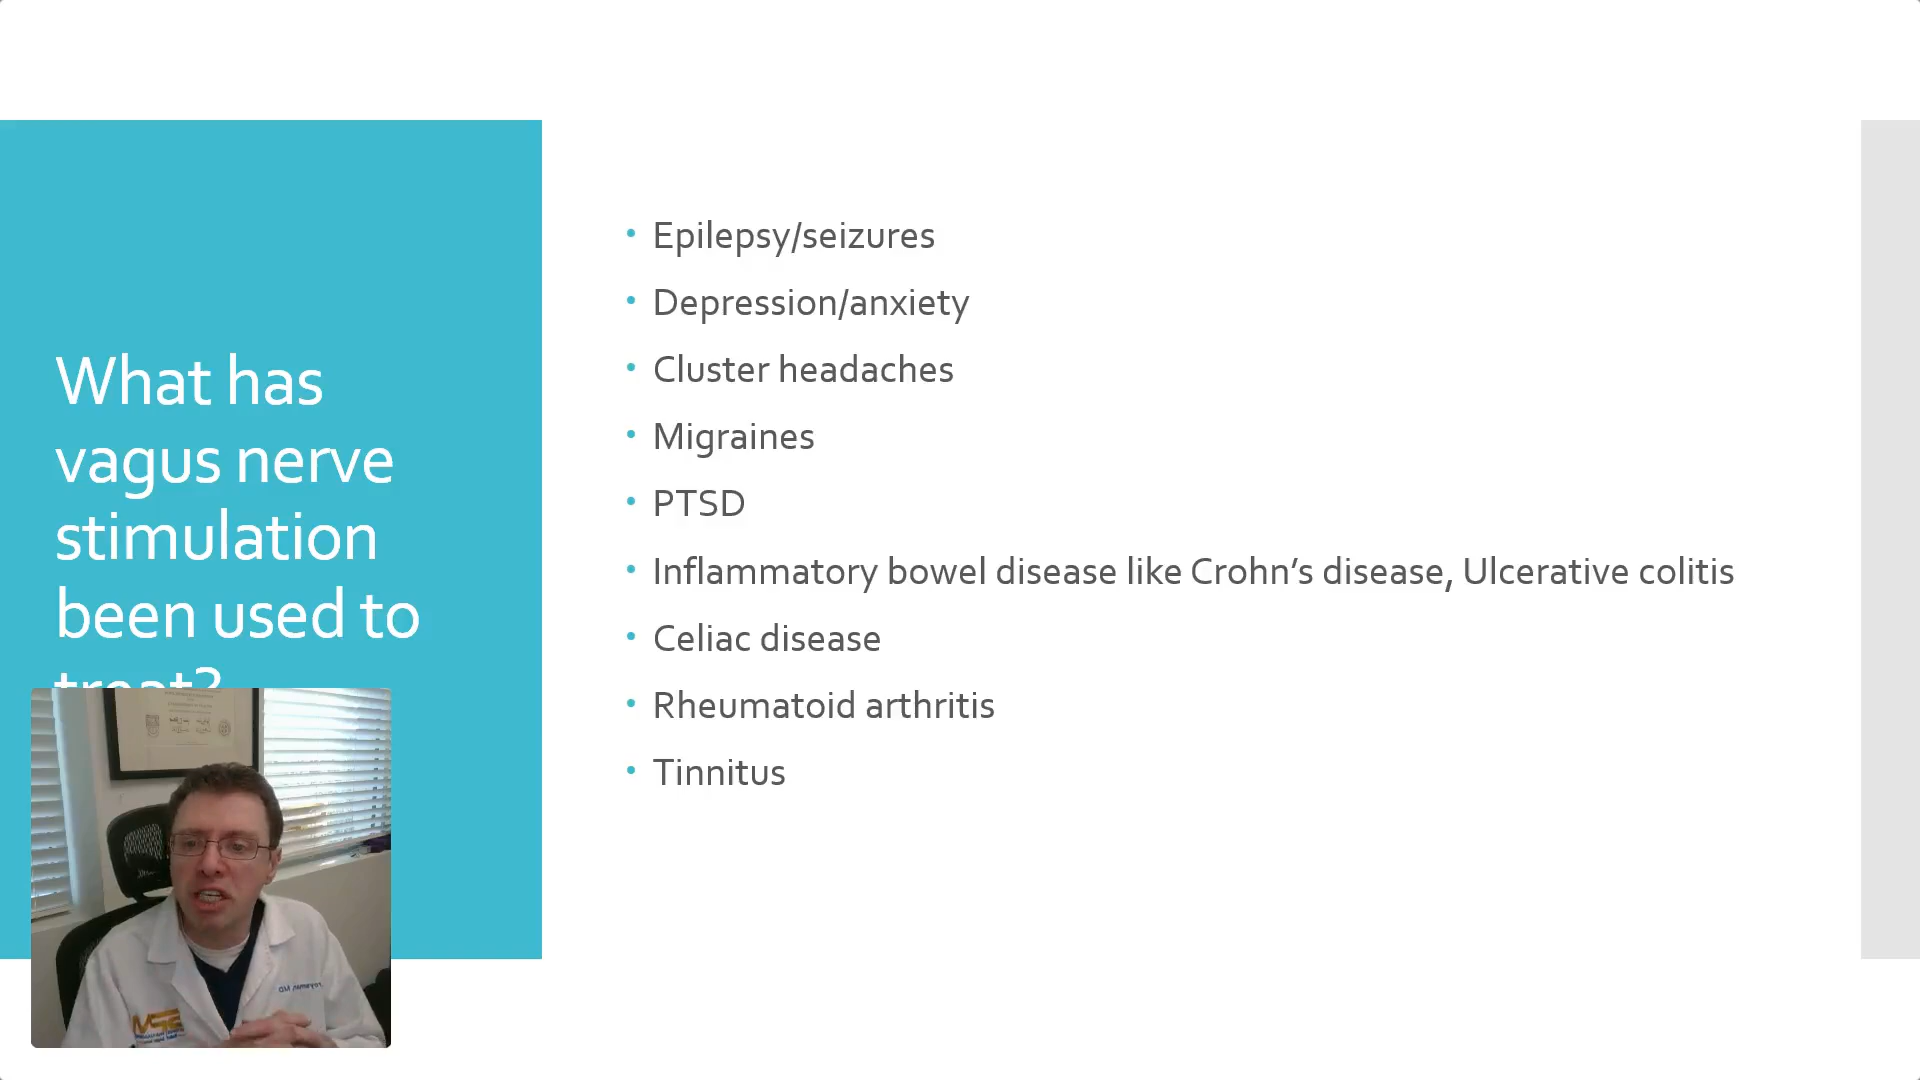 What has
vagus nerve
stimulation
been used to
treat?
Epilepsy/seizures
Depression/anxiety
Cluster headaches
Migraines
PTSD
Inflammatory bowel disease like Crohn’s disease, Ulcerative colitis
Celiac disease
Rheumatoid arthritis
Tinnitus